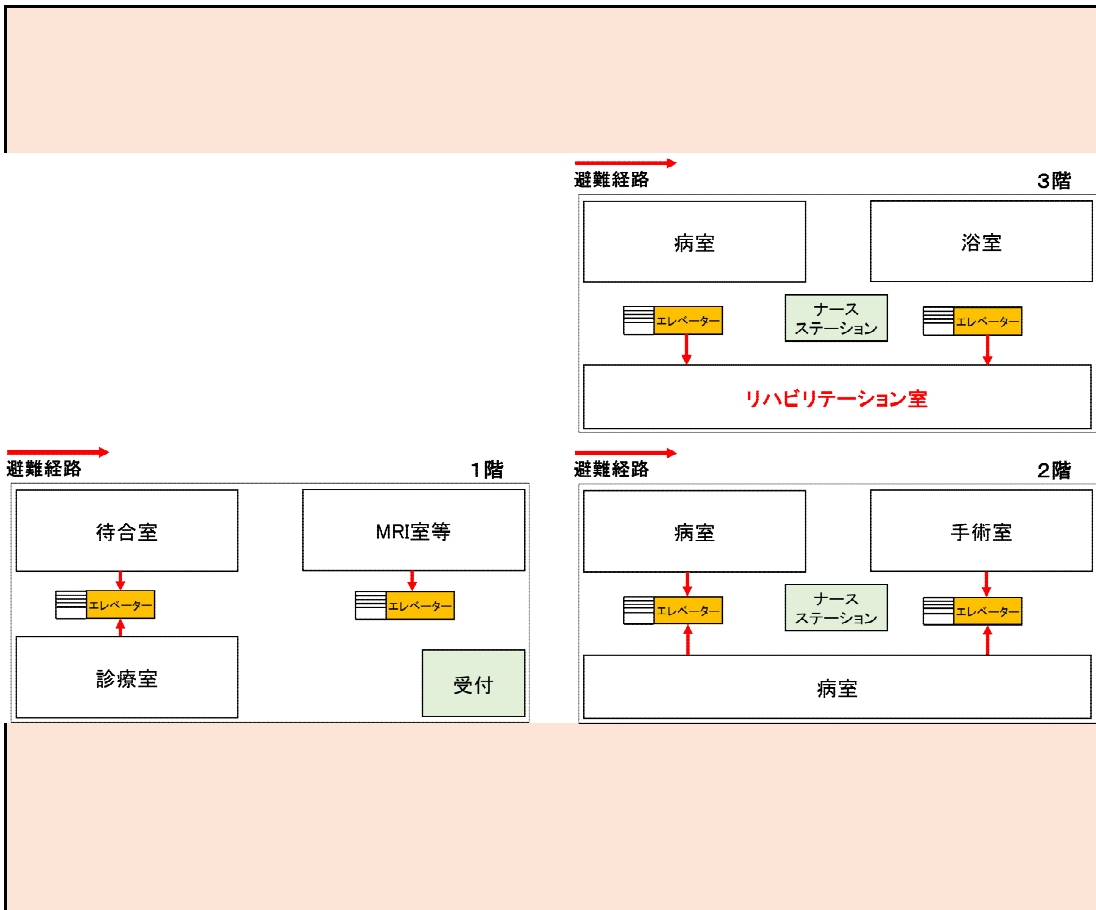 避難経路
3階
病室
浴室
エレベーター
ナース
ステーション
エレベーター
リハビリテーション室
避難経路
1階
待合室
MRI室等
エレベーター
エレベーター
診療室
受付
避難経路
2階
病室
手術室
エレベーター
ナース
ステーション
エレベーター
病室